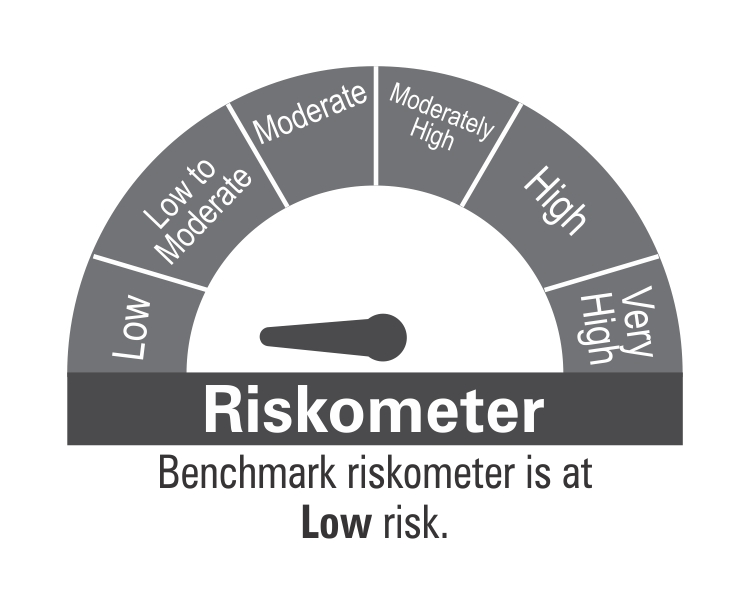 Low
Low to
Moderate
Moderate
Moderately
High
High
Very
High
Riskometer
Benchmark riskometer is at
Low risk.